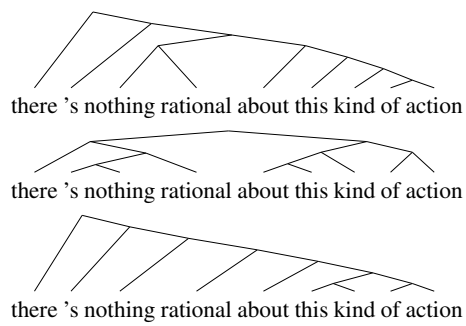 there 's nothing rational about this kind of action
there 's nothing rational about this kind of action
there 's nothing rational about this kind of action